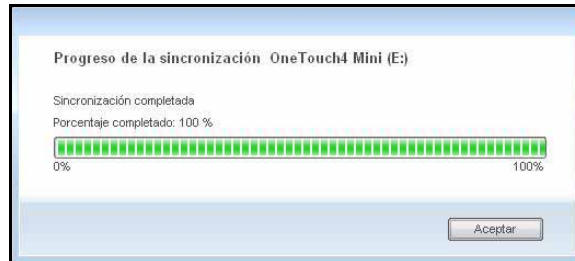 Progreso de la sincronización OneTouch4 Mini (E:)
Sincronización completada
Porcentaje completado: 100 %
0% 100%
Aceptar